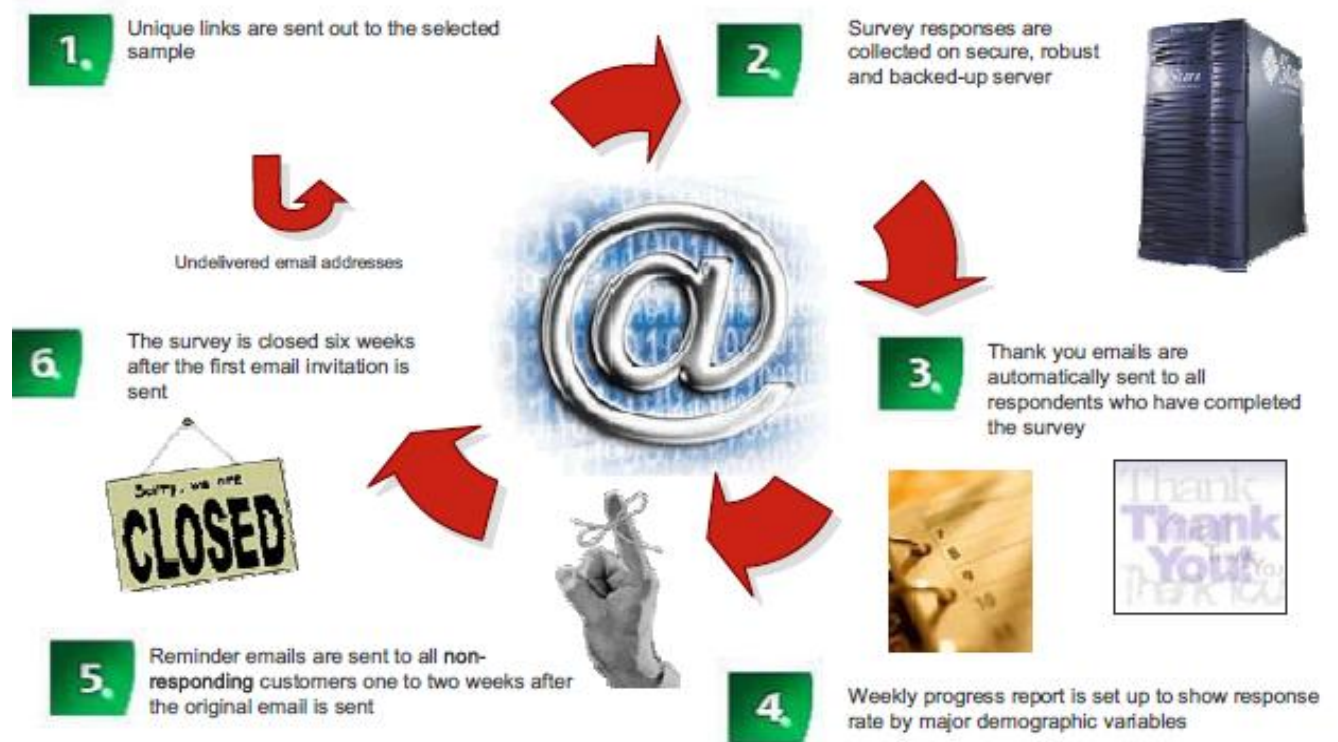 1.
Unique links are sent out to the selected
sample
2.
Survey responses are
collected on secure, robust
and backed-up server
Sun
Undelivered email addresses
6.
The survey is closed six weeks
after the first email invitation is
sent
3.
Thank you emails are
automatically sent to all
respondents who have completed
the survey
@
Sorry, we are
CLOSED
Thank
Thank
You!
Thank You
5.
Reminder emails are sent to all non-
responding customers one to two weeks after
the original email is sent
4.
Weekly progress report is set up to show response
rate by major demographic variables